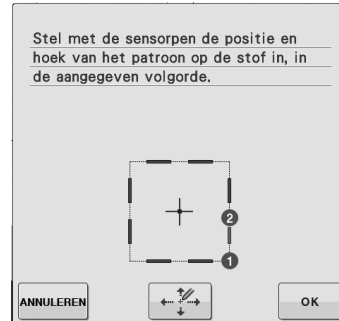 Stel met de sensorpen de positie en
hoek van het patroon op de stof in, in
de aangegeven volgorde.
2
1
ANNULEREN
OK